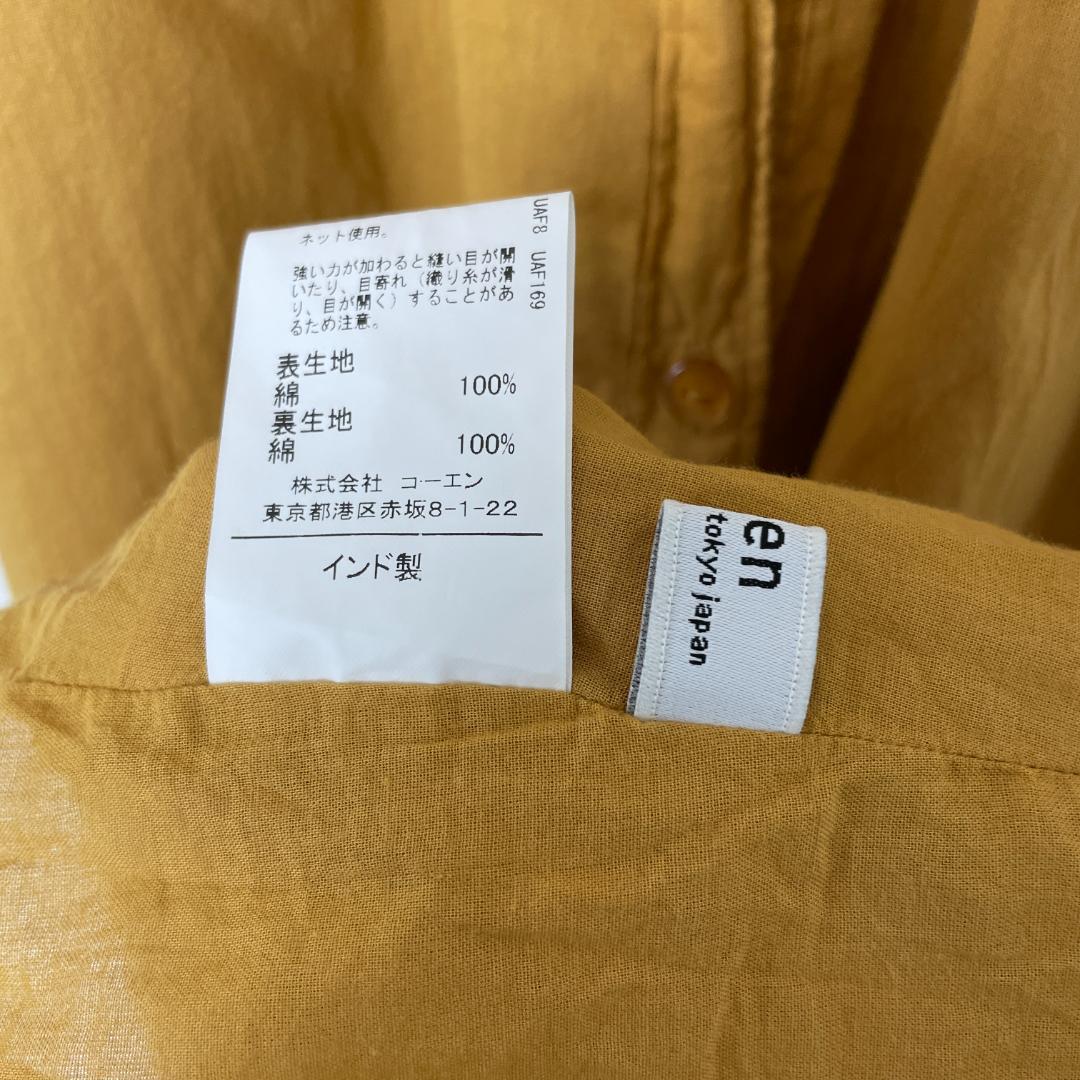 ネット使用。
強い力が加わると縫い目が開
いたり、目寄れ（織り糸が滑
り、目が開く）することがあ
るため注意。
表生地
綿 100%
裏生地
綿 100%
株式会社 コーエン
東京都港区赤坂8-1-22
インド製
UAF8 UAF169
en
tokyo japan